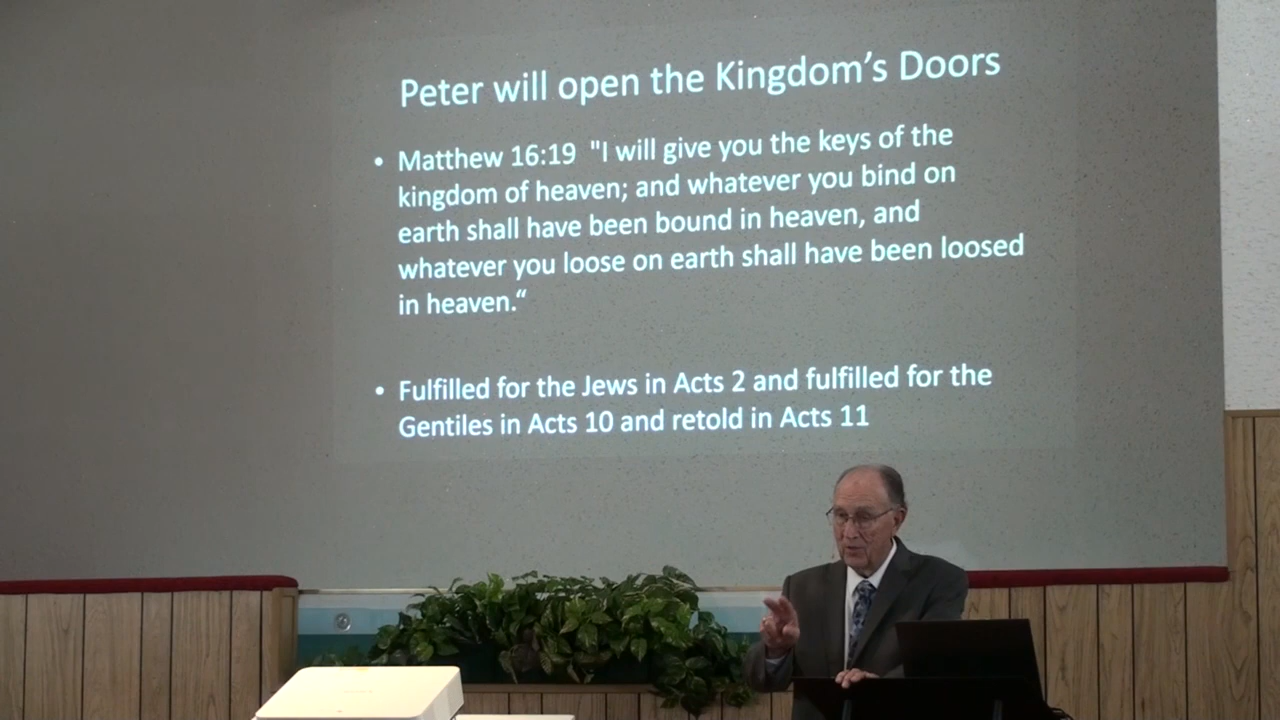 Peter will open the Kingdom's Doors
• Matthew 16:19 "I will give you the keys of the
kingdom of heaven; and whatever you bind on
earth shall have been bound in heaven, and
whatever you loose on earth shall have been loosed
in heaven.“
• Fulfilled for the Jews in Acts 2 and fulfilled for the
Gentiles in Acts 10 and retold in Acts 11